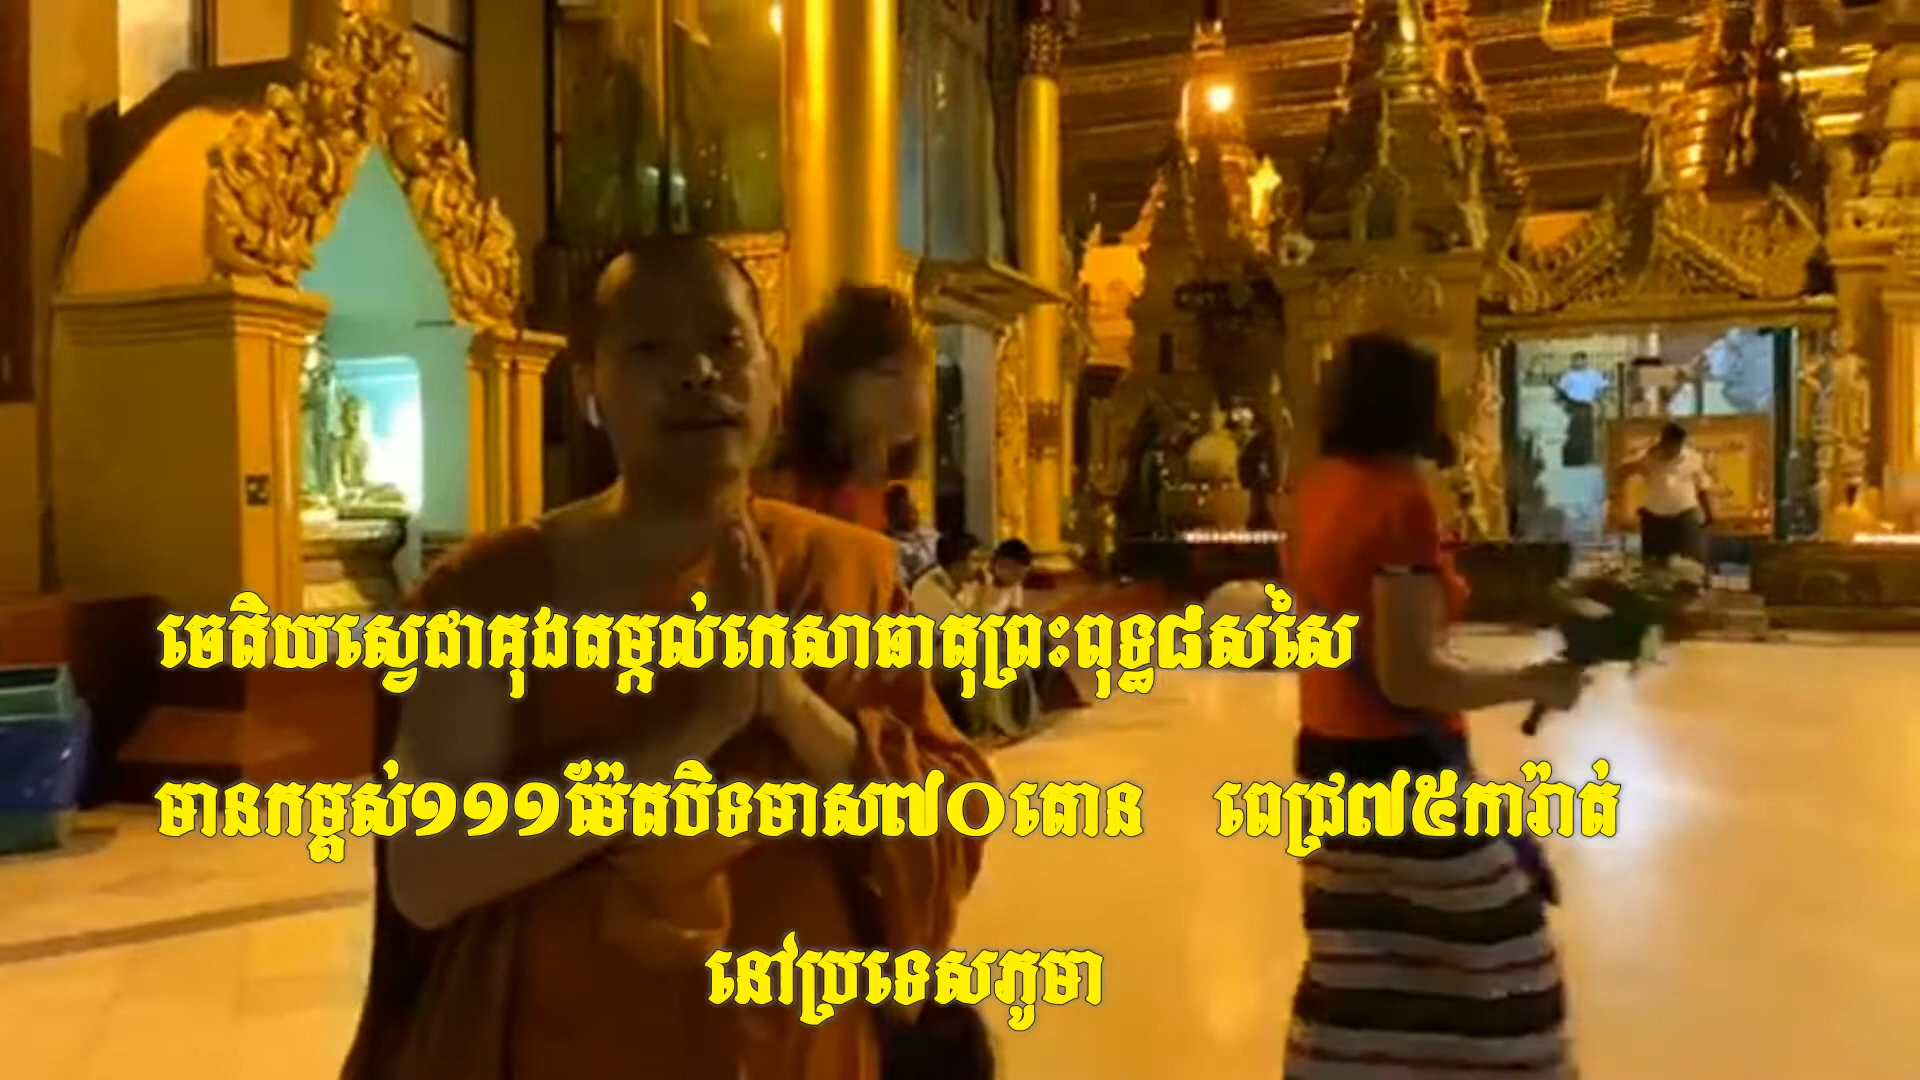 ចេតិយស្វេដាគុងតម្កល់កេសាធាតុព្រះពុទ្ធ៨សសៃ
មានកម្ពស់១១១ម៉ែតបិទមាស៧០តោន ពេជ្រ៧៥ការ៉ាត់
នៅប្រទេសភូមា